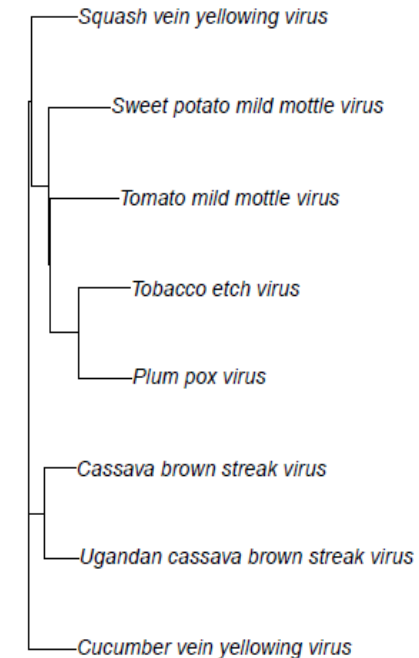 Squash vein yellowing virus
Sweet potato mild mottle virus
Tomato mild mottle virus
Tobacco etch virus
Plum pox virus
Cassava brown streak virus
Ugandan cassava brown streak virus
Cucumber vein yellowing virus